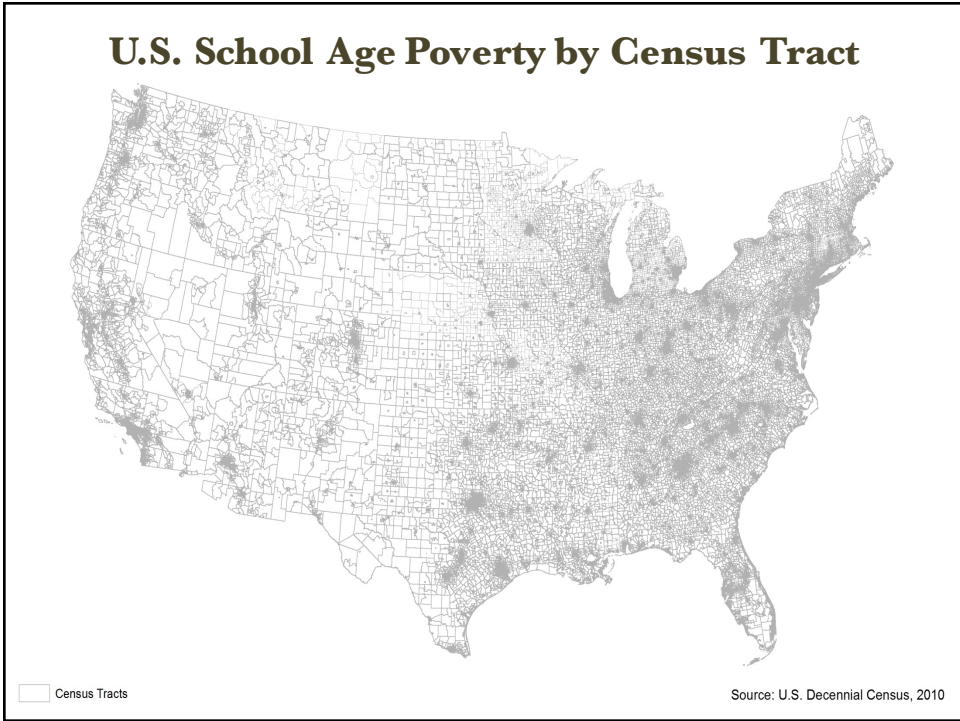 U.S. School Age Poverty by Census Tract
Census Tracts
Source: U.S. Decennial Census, 2010